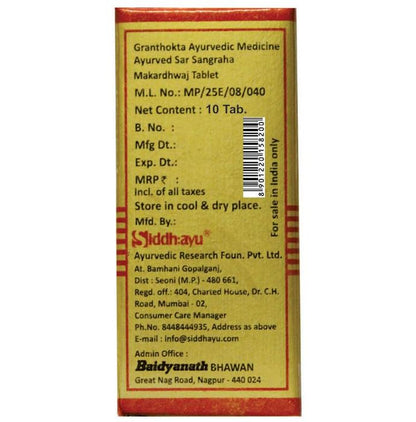 Granthokta Ayurvedic Medicine
Ayurved Sar Sangraha
Makardhwaj Tablet
M.L. No.: MP/25E/08/040
Net Content : 10 Tab.
B. No. :
Mfg Dt.:
Exp. Dt.:
MRP ₹ :
Incl. of all taxes
Store in cool & dry place.
Mfd. By.:
Siddhayu®
Ayurvedic Research Foun. Pvt. Ltd.
At. Bamhani Gopalganj,
Dist : Seoni (M.P.) - 480 661,
Regd. off.: 404, Charted House, Dr. C.H.
Road, Mumbai - 02,
Consumer Care Manager
Ph.No. 8448444935, Address as above
E-mail : info@siddhayu.com
Admin Office :
Baidyanath BHAWAN
Great Nag Road, Nagpur - 440 024
8901220158200
For sale in India only